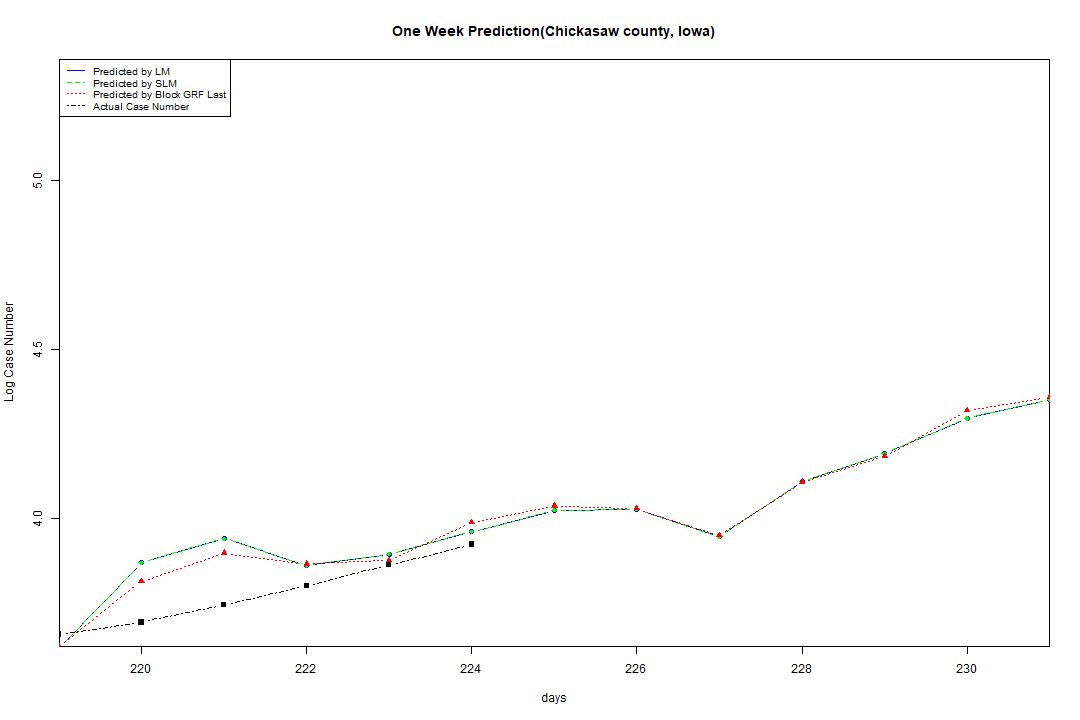 One Week Prediction(Chickasaw county, Iowa)
Predicted by LM
Predicted by SLM
Predicted by Block GRF Last
Actual Case Number
5.0
4.5
4.0
Log Case Number
220 222 224 226 228 230
days